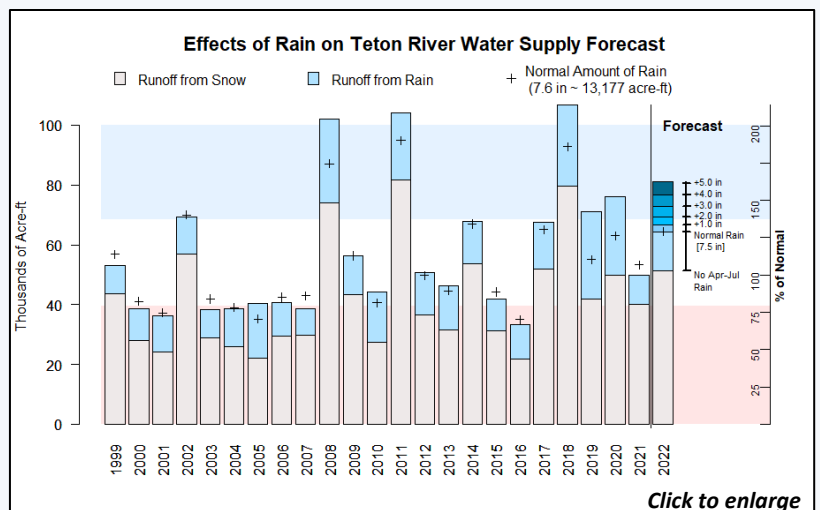 Effects of Rain on Teton River Water Supply Forecast
Runoff from Snow
Runoff from Rain
Normal Amount of Rain
(7.6 in ~ 13,177 acre-ft)
Forecast
Thousands of Acre-ft
100
80
60
40
20
0
+5.0 in
+4.0 in
+3.0 in
+2.0 in
+1.0 in
Normal Rain
[7.5 in]
No Apr-Jul
Rain
200
150
100
75
50
25
% of Normal
1999
2000
2001
2002
2003
2004
2005
2006
2007
2008
2009
2010
2011
2012
2013
2014
2015
2016
2017
2018
2019
2020
2021
2022
Click to enlarge